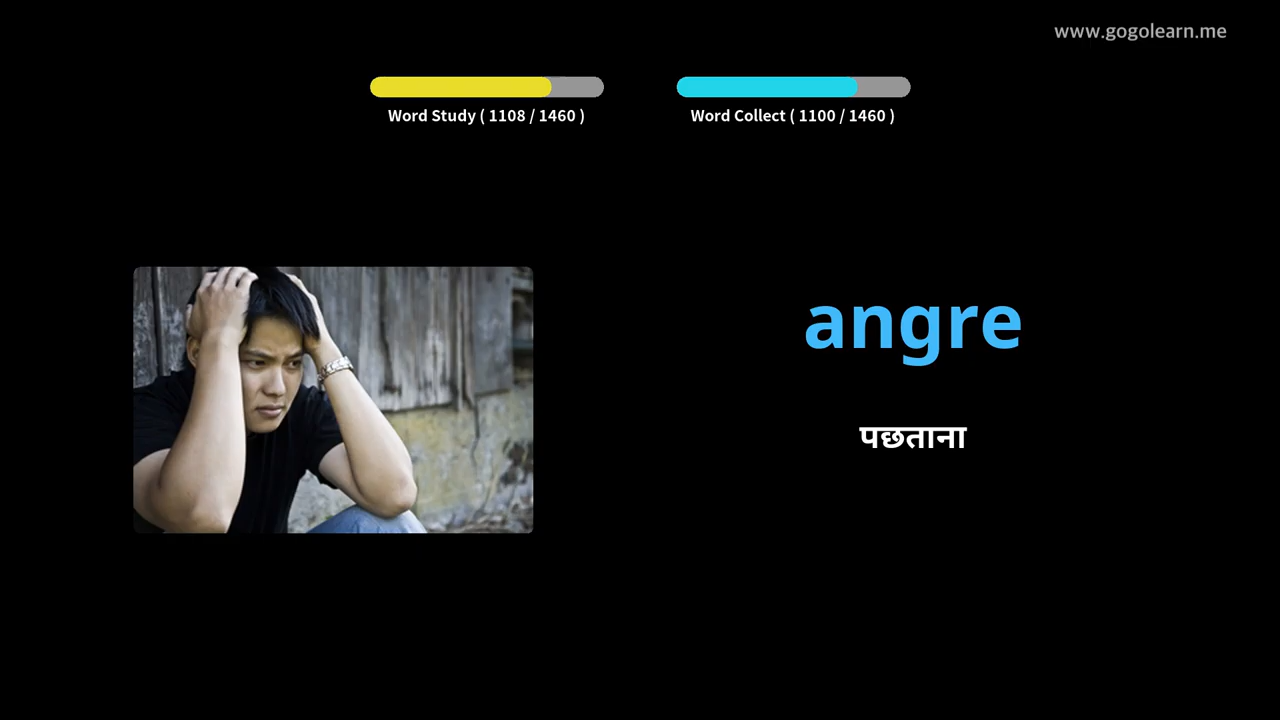 www.gogolearn.me
Word Study ( 1108 / 1460 )
Word Collect ( 1100 / 1460 )
angre
पछताना